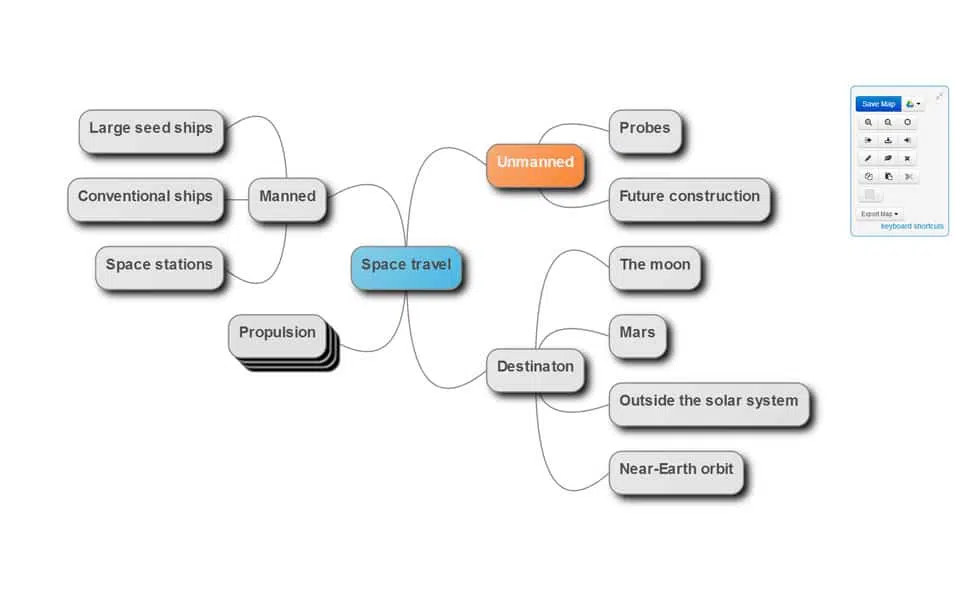 Large seed ships
Conventional ships
Space stations
Manned
Propulsion
Space travel
Unmanned
Probes
Future construction
Destinaton
The moon
Mars
Outside the solar system
Near-Earth orbit
Save Map
Export Map
keyboard shortcuts